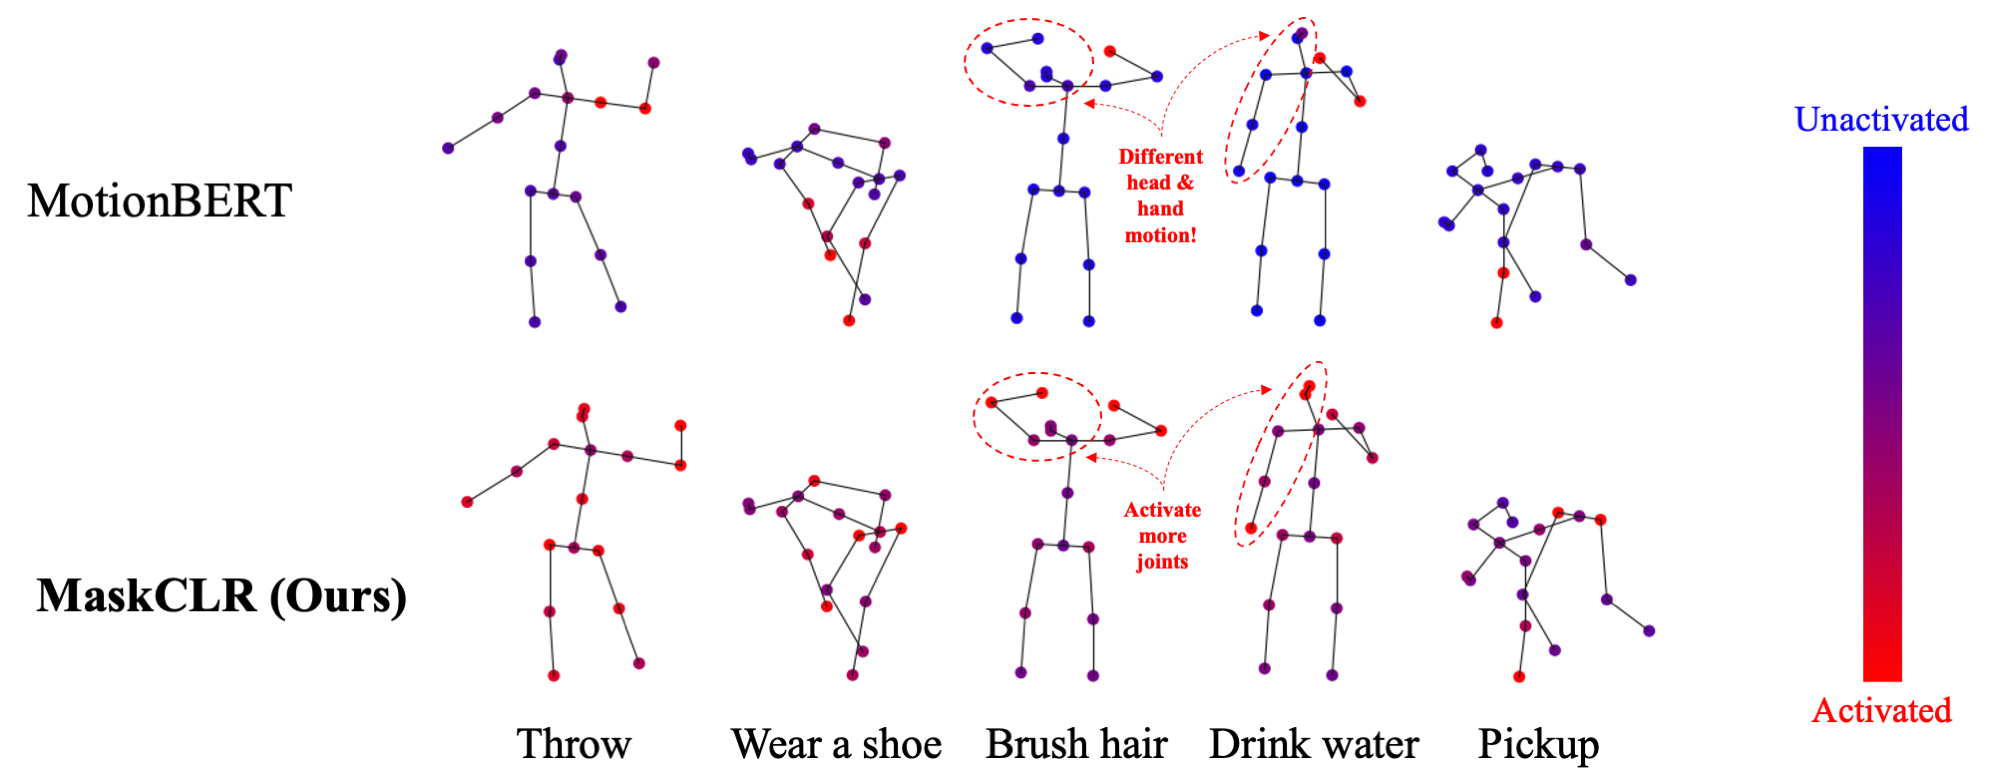 MotionBERT
Different
head &
hand
motion!
Unactivated
MaskCLR (Ours)
Activate
more
joints
Activated
Throw
Wear a shoe
Brush hair
Drink water
Pickup